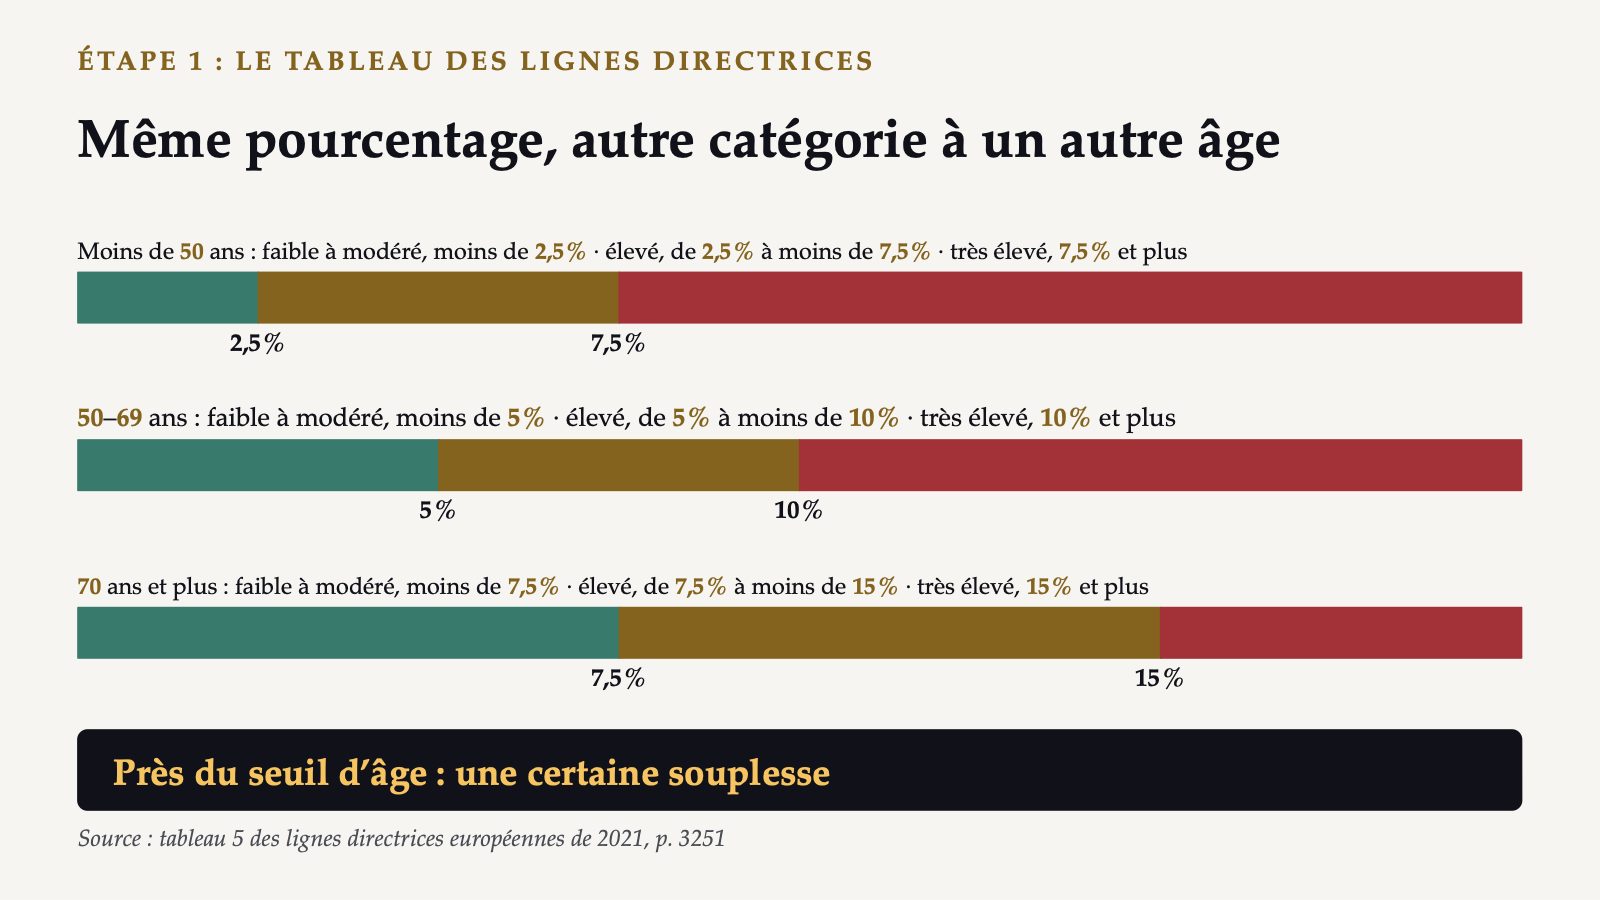 ÉTAPE 1 : LE TABLEAU DES LIGNES DIRECTRICES
Même pourcentage, autre catégorie à un autre âge
Moins de 50 ans : faible à modéré, moins de 2,5 % · élevé, de 2,5 % à moins de 7,5 % · très élevé, 7,5 % et plus
2,5 % 7,5 %
50–69 ans : faible à modéré, moins de 5 % · élevé, de 5 % à moins de 10 % · très élevé, 10 % et plus
5 % 10 %
70 ans et plus : faible à modéré, moins de 7,5 % · élevé, de 7,5 % à moins de 15 % · très élevé, 15 % et plus
7,5 % 15 %
Près du seuil d’âge : une certaine souplesse
Source : tableau 5 des lignes directrices européennes de 2021, p. 3251